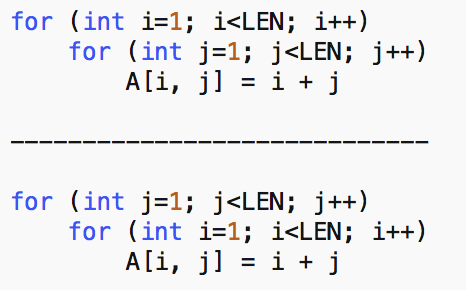 for (int i=1; i<LEN; i++)
    for (int j=1; j<LEN; j++)
        A[i, j] = i + j
-----------------------------
for (int j=1; j<LEN; j++)
    for (int i=1; i<LEN; i++)
        A[i, j] = i + j